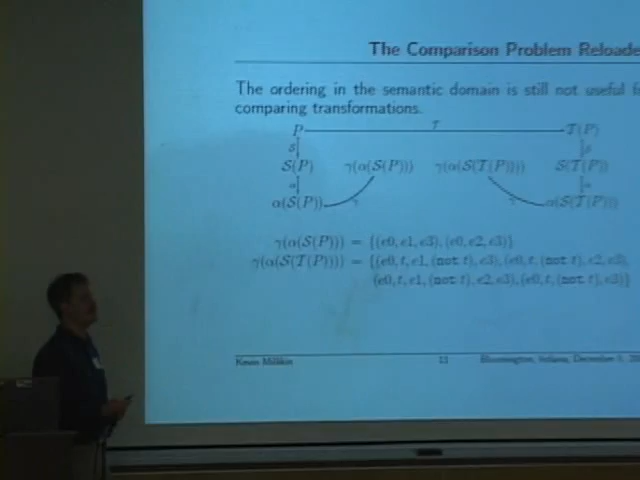 The Comparison Problem Reloade
The ordering in the semantic domain is still not useful f
comparing transformations.
P T T(P)
S S
S(P) γ(α(S(P))) γ(α(S(T(P)))) S(T(P))
α α
α(S(P)) γ γ α(S(T(P)))
γ(α(S(P))) = {(e0, e1, e3), (e0, e2, e3)}
γ(α(S(T(P)))) = {(e0, t, e1, (not t), e3), (e0, t, (not t), e2, e3),
(e0, t, e1, (not t), e2, e3), (e0, t, (not t), e3)}
Kevin Millikin 11 Bloomington, Indiana, December